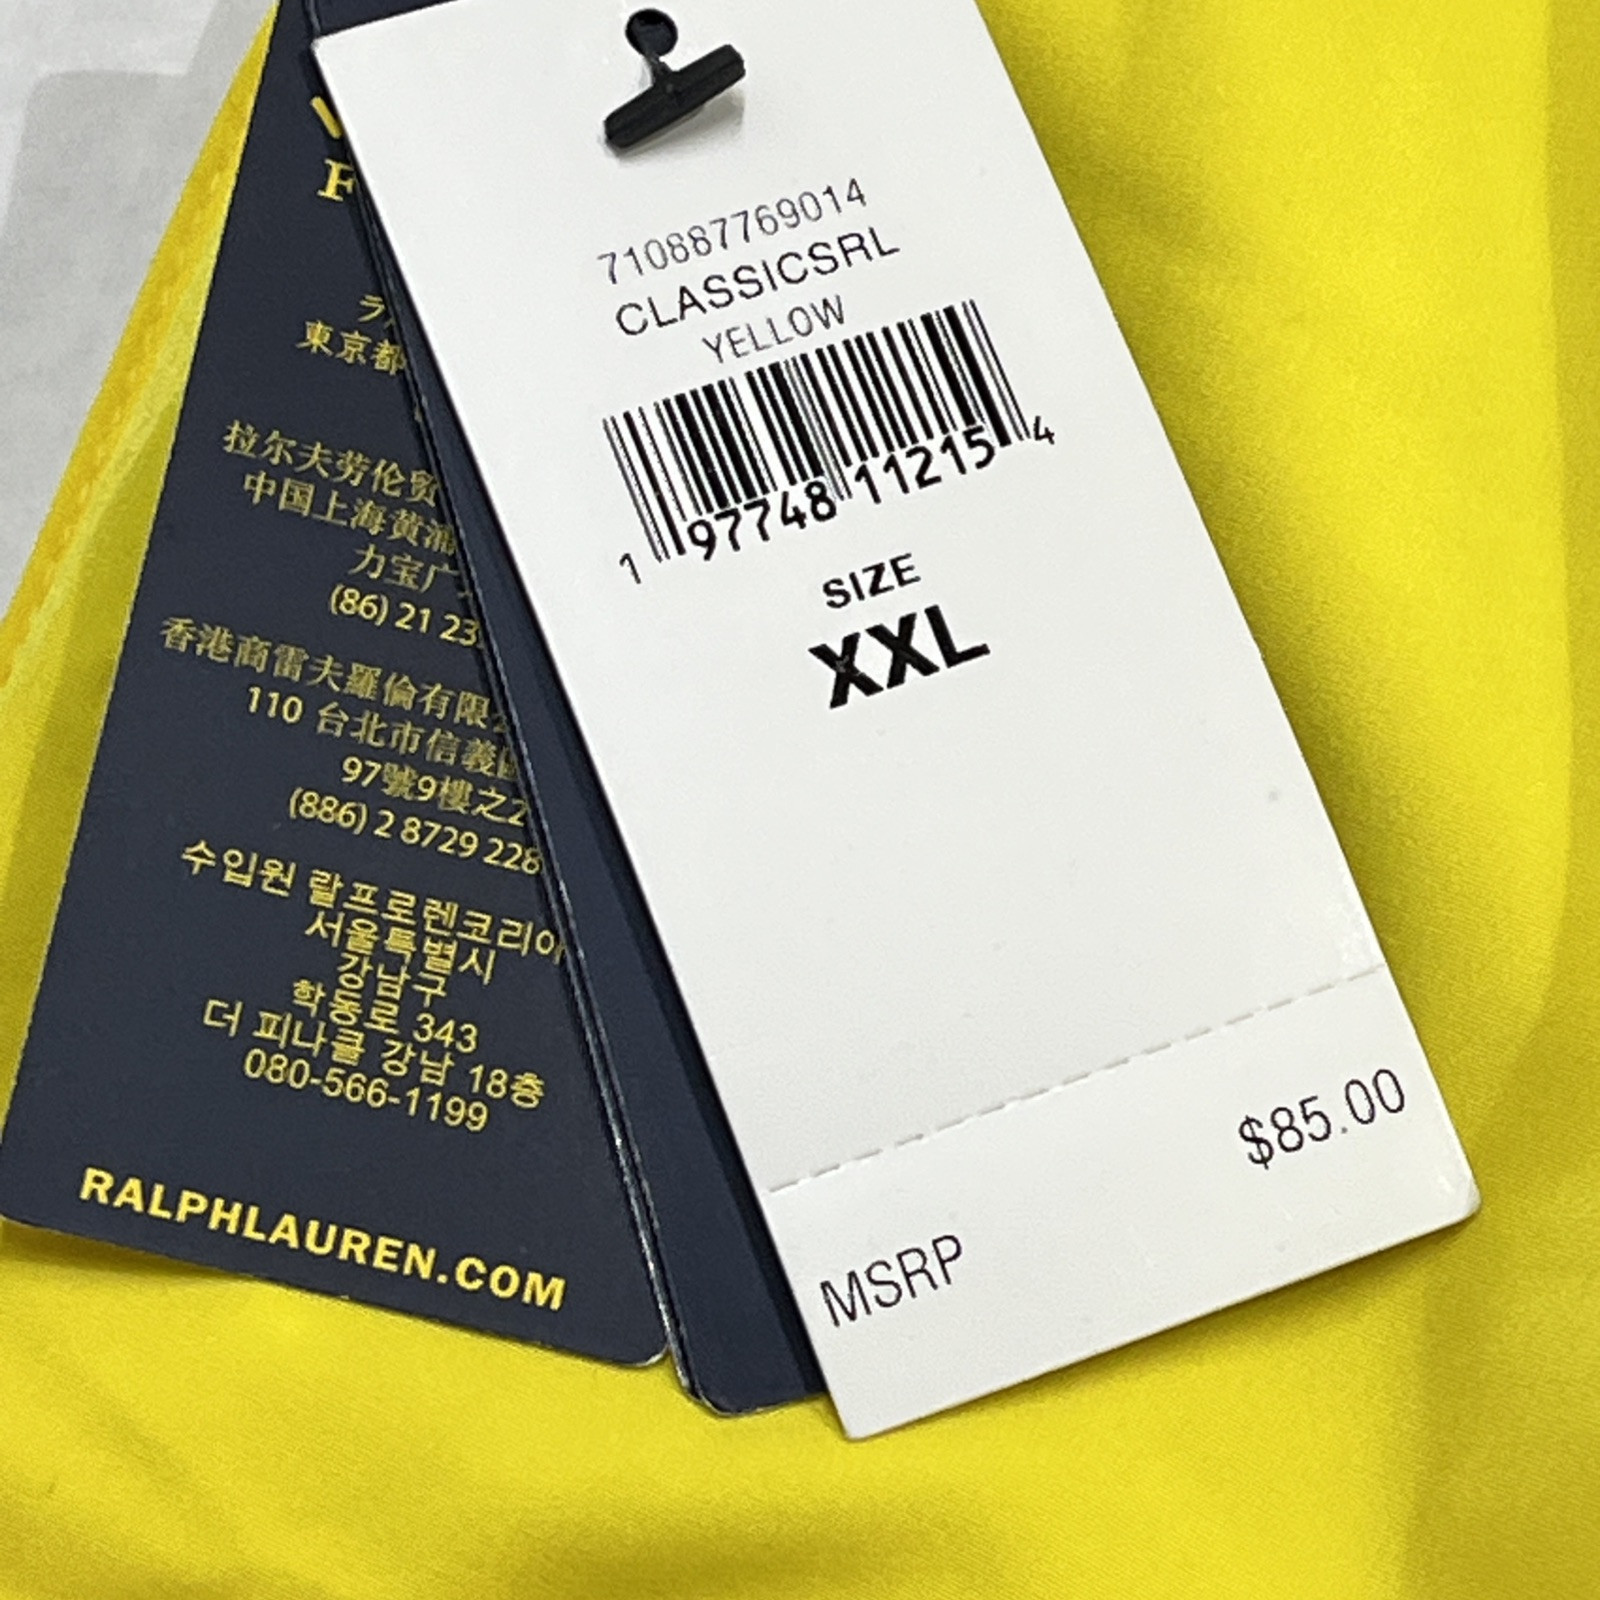 710887769014
CLASSICSRL
YELLOW
1 97748 11215 4
SIZE
XXL
$85.00
MSRP
東京都
拉尔夫劳伦贸
中国上海黄浦
力宝广
(86) 21 23
香港商雷夫羅倫有限
110 台北市信義區
97號9樓之2
(886) 2 8729 228
수입원 랄프로렌코리아
서울특별시
강남구
학동로 343
더 피나클 강남 18층
080-566-1199
RALPHLAUREN.COM